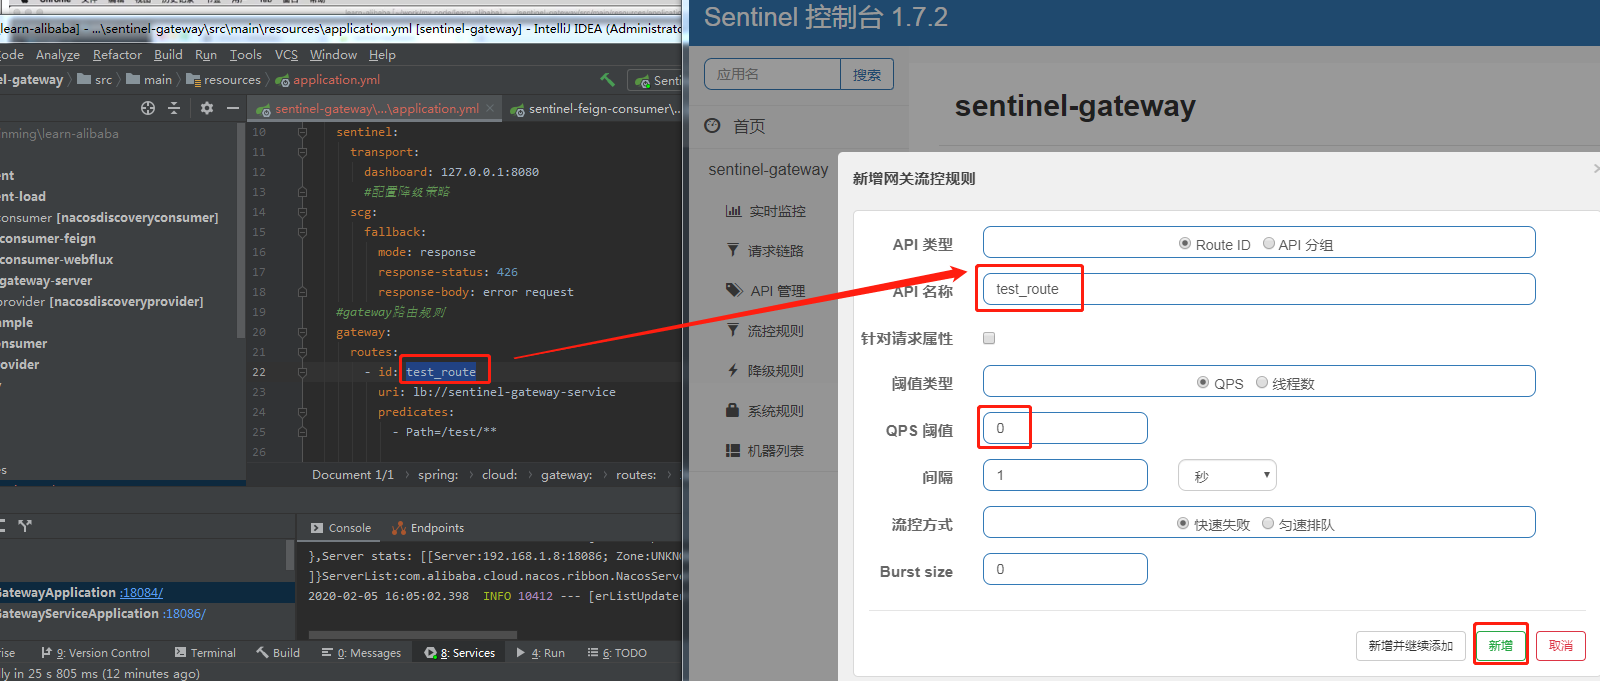 learn-alibaba] - ...\sentinel-gateway\src\main\resources\application.yml [sentinel-gateway] - IntelliJ IDEA (Administrato
ode Analyze Refactor Build Run Tools VCS Window Help
el-gateway src main resources application.yml Senti
sentinel-gateway\...\application.yml sentinel-feign-consumer\...
nming\learn-alibaba
nt
ent-load
consumer [nacosdiscoveryconsumer]
consumer-feign
consumer-webflux
gateway-server
provider [nacosdiscoveryprovider]
ample
onsumer
rovider
es
10 sentinel:
11 transport:
12 dashboard: 127.0.0.1:8080
13 #配置降级策略
14 scg:
15 fallback:
16 mode: response
17 response-status: 426
18 response-body: error request
19 #gateway路由规则
20 gateway:
21 routes:
22 - id: test_route
23 uri: lb://sentinel-gateway-service
24 predicates:
25 - Path=/test/**
26
Document 1/1 spring: cloud: gateway: routes:
Console Endpoints
},Server stats: [[Server:192.168.1.8:18086; Zone:UNKN
]}ServerList:com.alibaba.cloud.nacos.ribbon.NacosServe
2020-02-05 16:05:02.398 INFO 10412 --- [erListUpdater
GatewayApplication :18084/
GatewayServiceApplication :18086/
rise 9: Version Control Terminal Build 0: Messages 8: Services 4: Run 6: TODO
lly in 25 s 805 ms (12 minutes ago)
Sentinel 控制台 1.7.2
应用名 搜索
首页
sentinel-gateway
实时监控
请求链路
API 管理
流控规则
降级规则
系统规则
机器列表
sentinel-gateway
新增网关流控规则
×
API 类型 Route ID API 分组
API 名称 test_route
针对请求属性
阈值类型 QPS 线程数
QPS 阈值 0
间隔 1 秒
流控方式 快速失败 匀速排队
Burst size 0
新增并继续添加 新增 取消